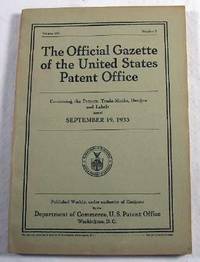 The Official Gazette
of the United States
Patent Office
Containing the Patents, Trade-Marks, Designs
and Labels
issued
SEPTEMBER 19, 1933
Published Weekly, under authority of Congress
by the
Department of Commerce, U. S. Patent Office
Washington, D. C.